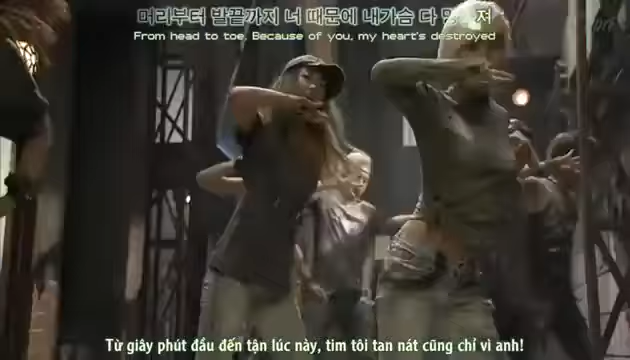 머리부터 발끝까지 너 때문에 내가슴 다 망 져
From head to toe. Because of you, my heart's destroyed
Từ giây phút đầu đến tận lúc này, tim tôi tan nát cũng chỉ vì anh!